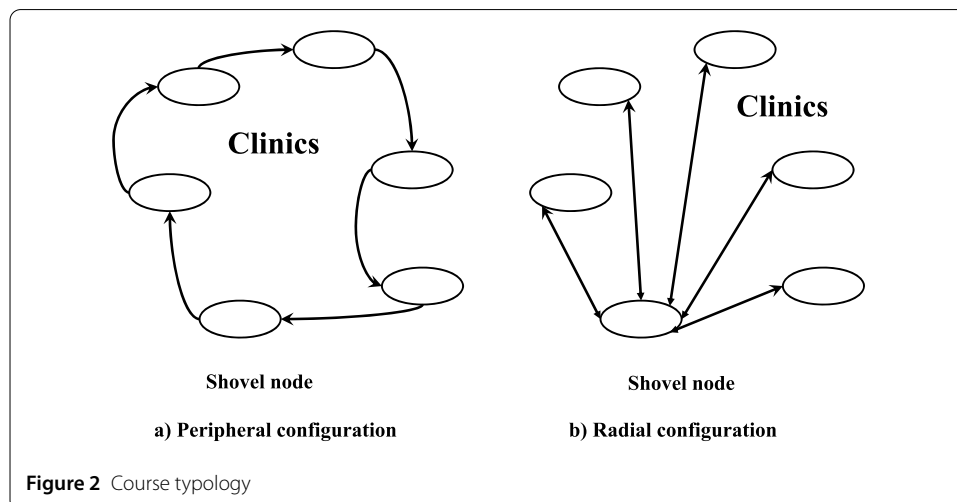 Clinics
Clinics
Shovel node
Shovel node
a) Peripheral configuration
b) Radial configuration
Figure 2 Course typology